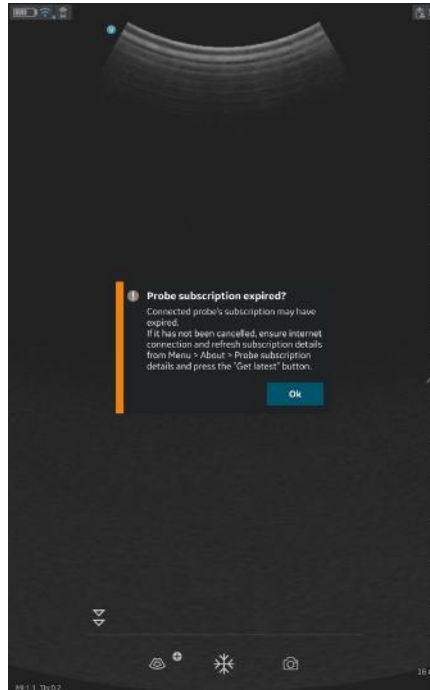 Probe subscription expired?
Connected probe's subscription may have
expired.
If it has not been cancelled, ensure internet
connection and refresh subscription details
from Menu > About > Probe subscription
details and press the "Get latest" button.
Ok